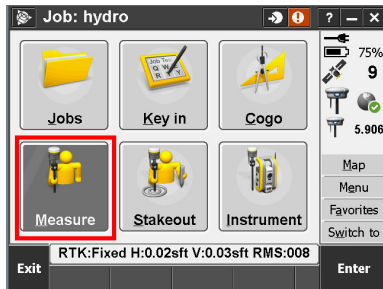 Job: hydro
? – X
75%
9
5.906
Jobs
Key in
Cogo
Measure
Stakeout
Instrument
Map
Menu
Favorites
Switch to
RTK:Fixed H:0.02sft V:0.03sft RMS:008
Exit
Enter